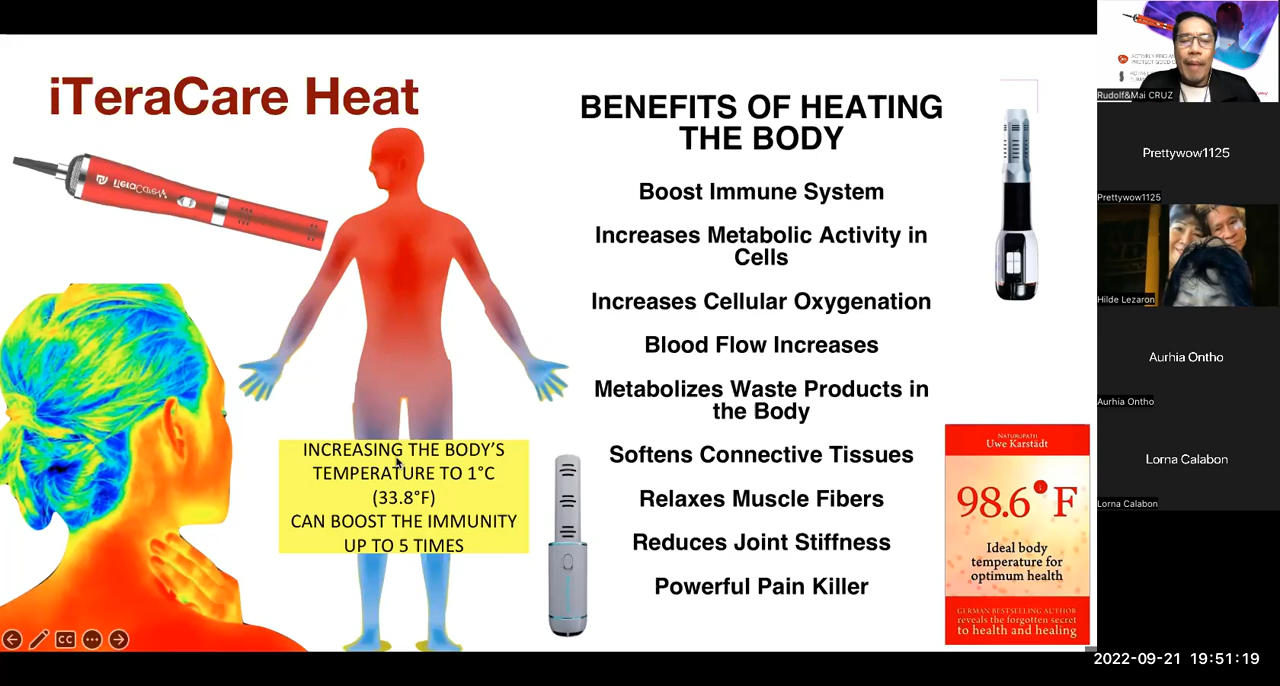 iTeraCare Heat
BENEFITS OF HEATING
THE BODY
Boost Immune System
Increases Metabolic Activity in
Cells
Increases Cellular Oxygenation
Blood Flow Increases
Metabolizes Waste Products in
the Body
Softens Connective Tissues
Relaxes Muscle Fibers
Reduces Joint Stiffness
Powerful Pain Killer
iTeraCare
INCREASING THE BODY'S
TEMPERATURE TO 1°C
(33.8°F)
CAN BOOST THE IMMUNITY
UP TO 5 TIMES
NATUROPATH
Uwe Karstädt
98.6° F
Ideal body
temperature for
optimum health
GERMAN BESTSELLING AUTHOR
reveals the forgotten secret
to health and healing
CC
Rudolf&Mai CRUZ
Prettywow1125
Prettywow1125
Hilde Lezaron
Aurhia Ontho
Aurhia Ontho
Lorna Calabon
Lorna Calabon
2022-09-21 19:51:19